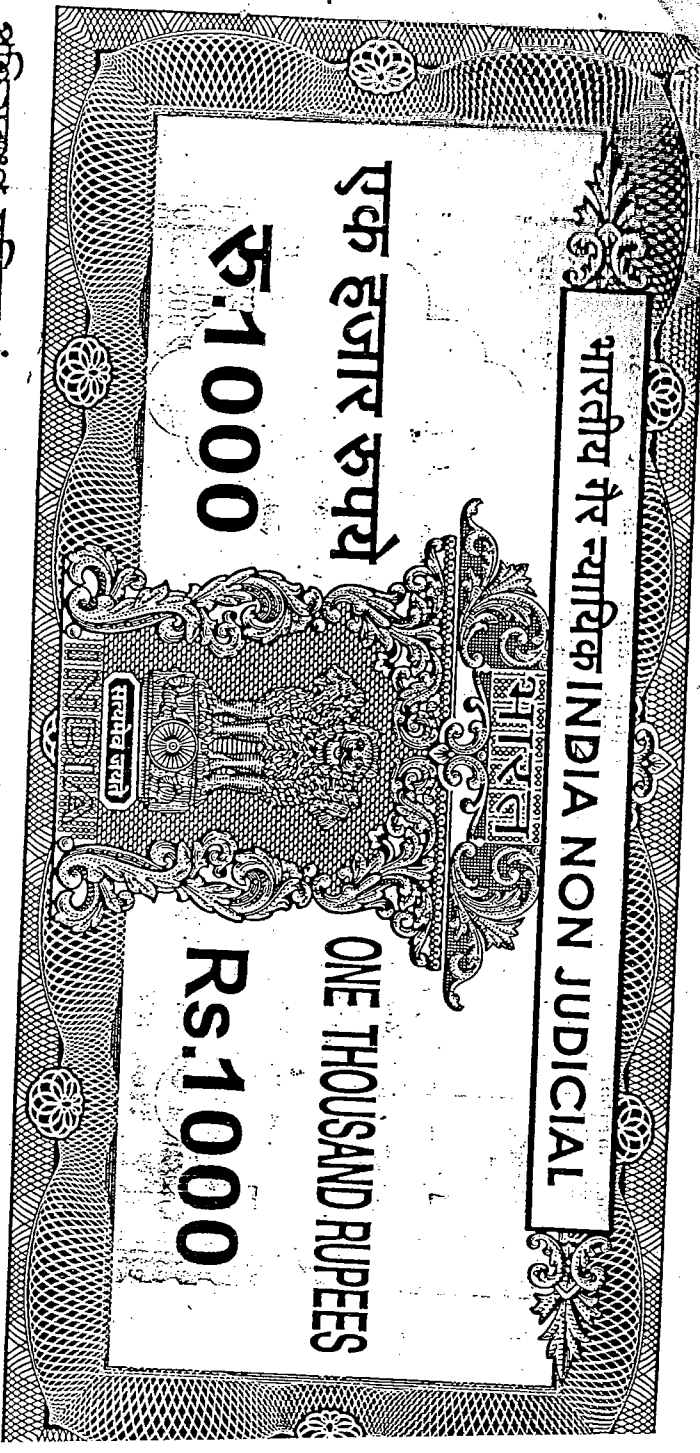 भारतीय गैर न्यायिक INDIA NON JUDICIAL
भारत
एक हजार रुपये
ONE THOUSAND RUPEES
रु.1000
Rs.1000
सत्यमेव जयते
INDIA